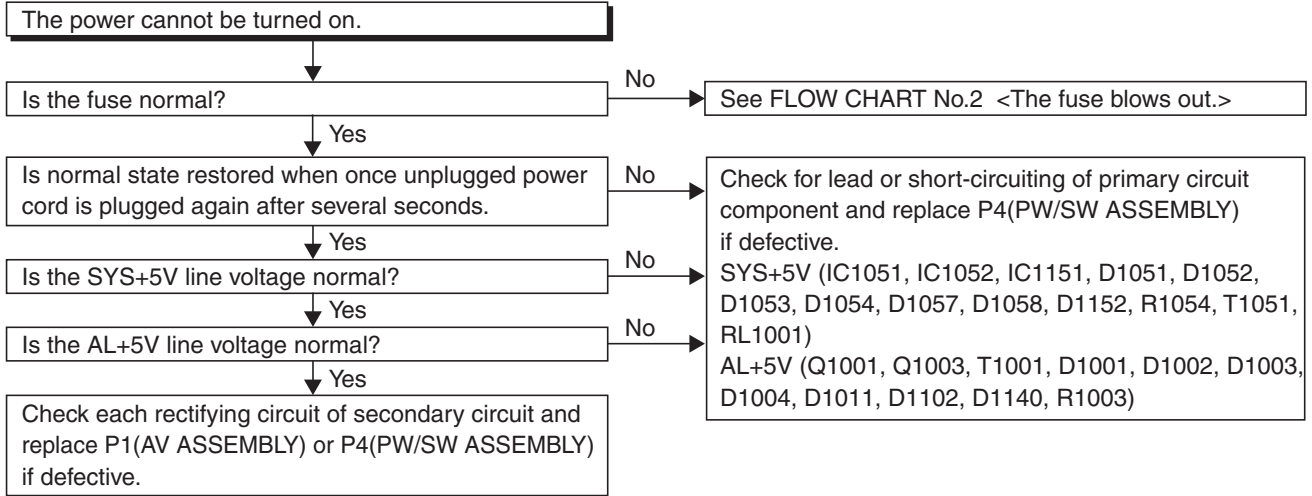 The power cannot be turned on.
Is the fuse normal?
No
See FLOW CHART No.2 <The fuse blows out.>
Yes
Is normal state restored when once unplugged power
cord is plugged again after several seconds.
No
Check for lead or short-circuiting of primary circuit
component and replace P4(PW/SW ASSEMBLY)
if defective.
SYS+5V (IC1051, IC1052, IC1151, D1051, D1052,
D1053, D1054, D1057, D1058, D1152, R1054, T1051,
RL1001)
AL+5V (Q1001, Q1003, T1001, D1001, D1002, D1003,
D1004, D1011, D1102, D1140, R1003)
Yes
Is the SYS+5V line voltage normal?
No
Yes
Is the AL+5V line voltage normal?
No
Yes
Check each rectifying circuit of secondary circuit and
replace P1(AV ASSEMBLY) or P4(PW/SW ASSEMBLY)
if defective.